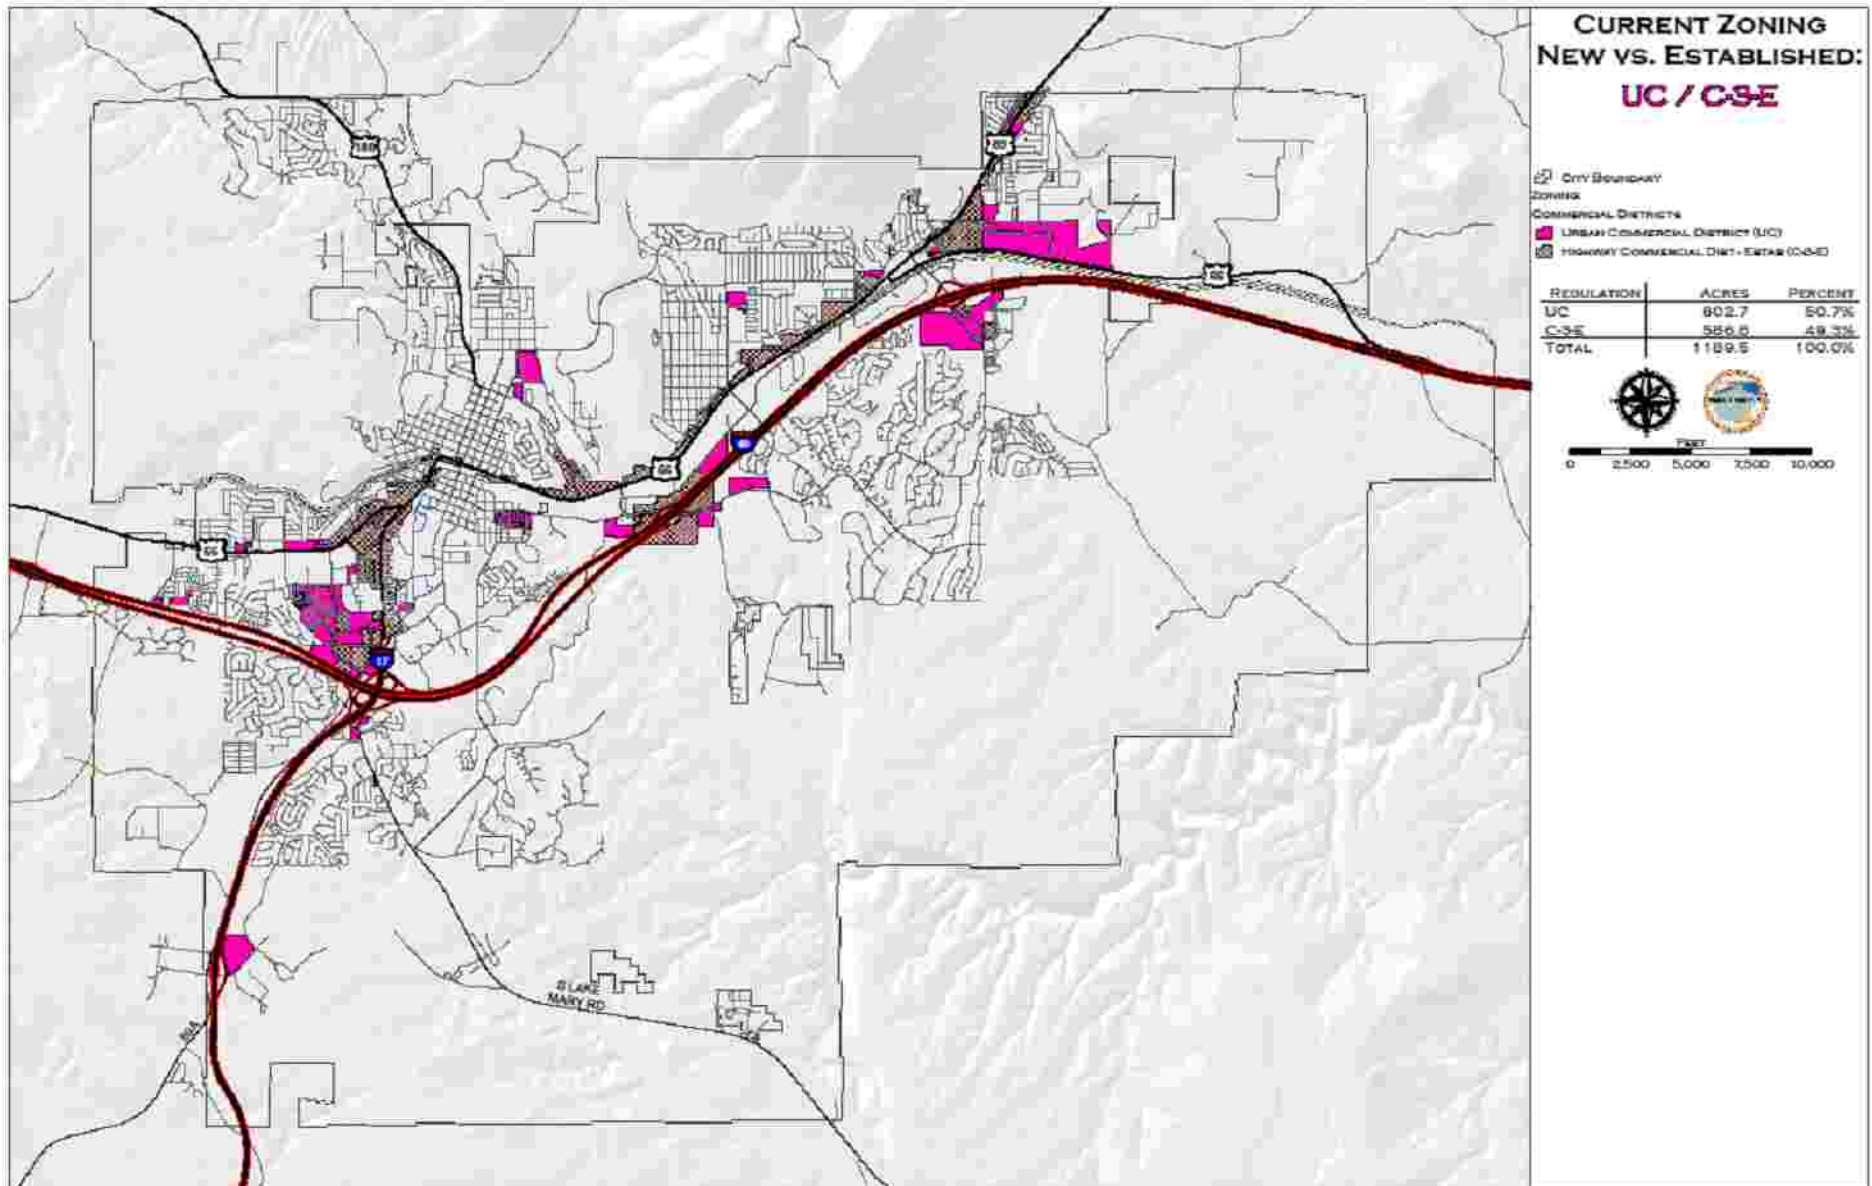 CURRENT ZONING
NEW VS. ESTABLISHED:
UC / C-3-E
CITY BOUNDARY
ZONING
COMMERCIAL DISTRICTS
URBAN COMMERCIAL DISTRICT (UC)
HIGHWAY COMMERCIAL DIST - ESTAB (C-3-E)
REGULATION ACRES PERCENT
UC 602.7 50.7%
C-3-E 586.8 49.3%
TOTAL 1189.5 100.0%
FEET
0 2,500 5,000 7,500 10,000
180
66
66
17
S LAKE
MARY RD
89A